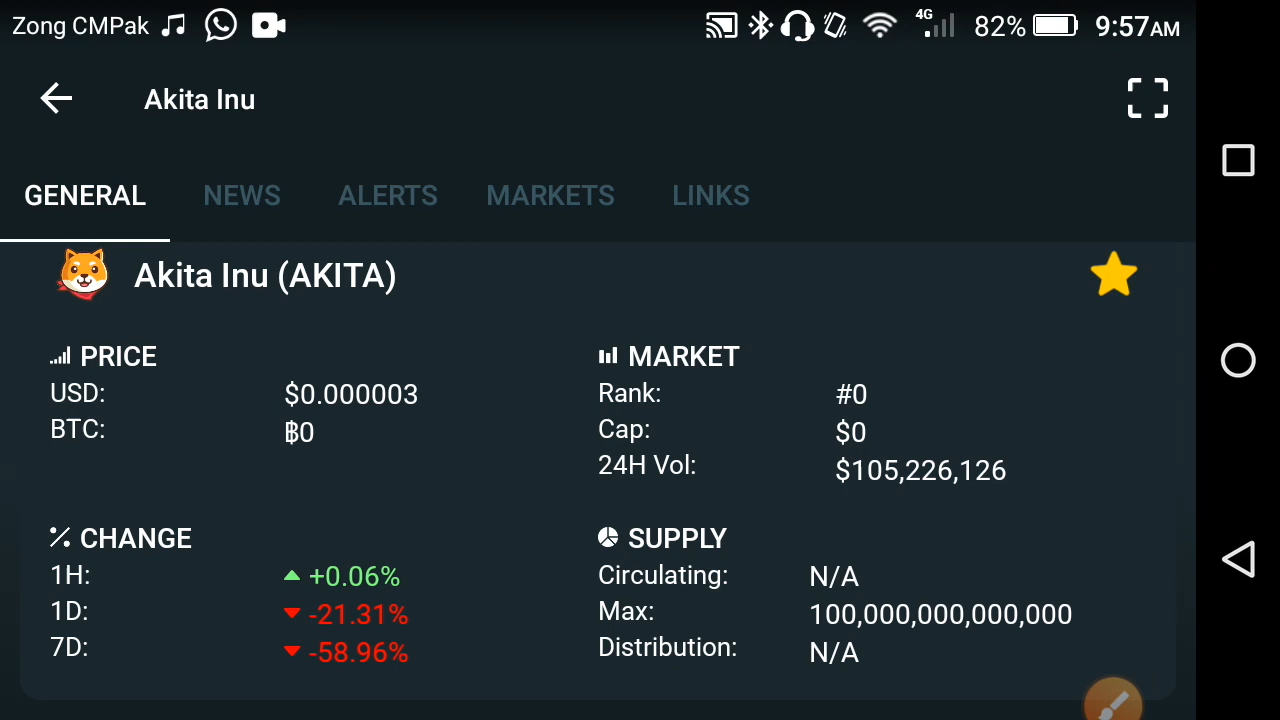 Zong CMPak 4G 82% 9:57AM
Akita Inu
GENERAL NEWS ALERTS MARKETS LINKS
Akita Inu (AKITA)
PRICE
USD: $0.000003
BTC: ฿0
MARKET
Rank: #0
Cap: $0
24H Vol: $105,226,126
CHANGE
1H: +0.06%
1D: -21.31%
7D: -58.96%
SUPPLY
Circulating: N/A
Max: 100,000,000,000,000
Distribution: N/A